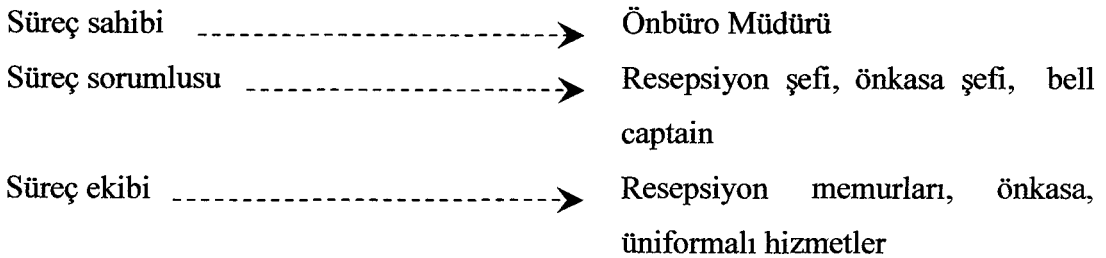 Süreç sahibi Önbüro Müdürü
Süreç sorumlusu Resepsiyon şefi, önkasa şefi, bell
captain
Süreç ekibi Resepsiyon memurları, önkasa,
üniformalı hizmetler